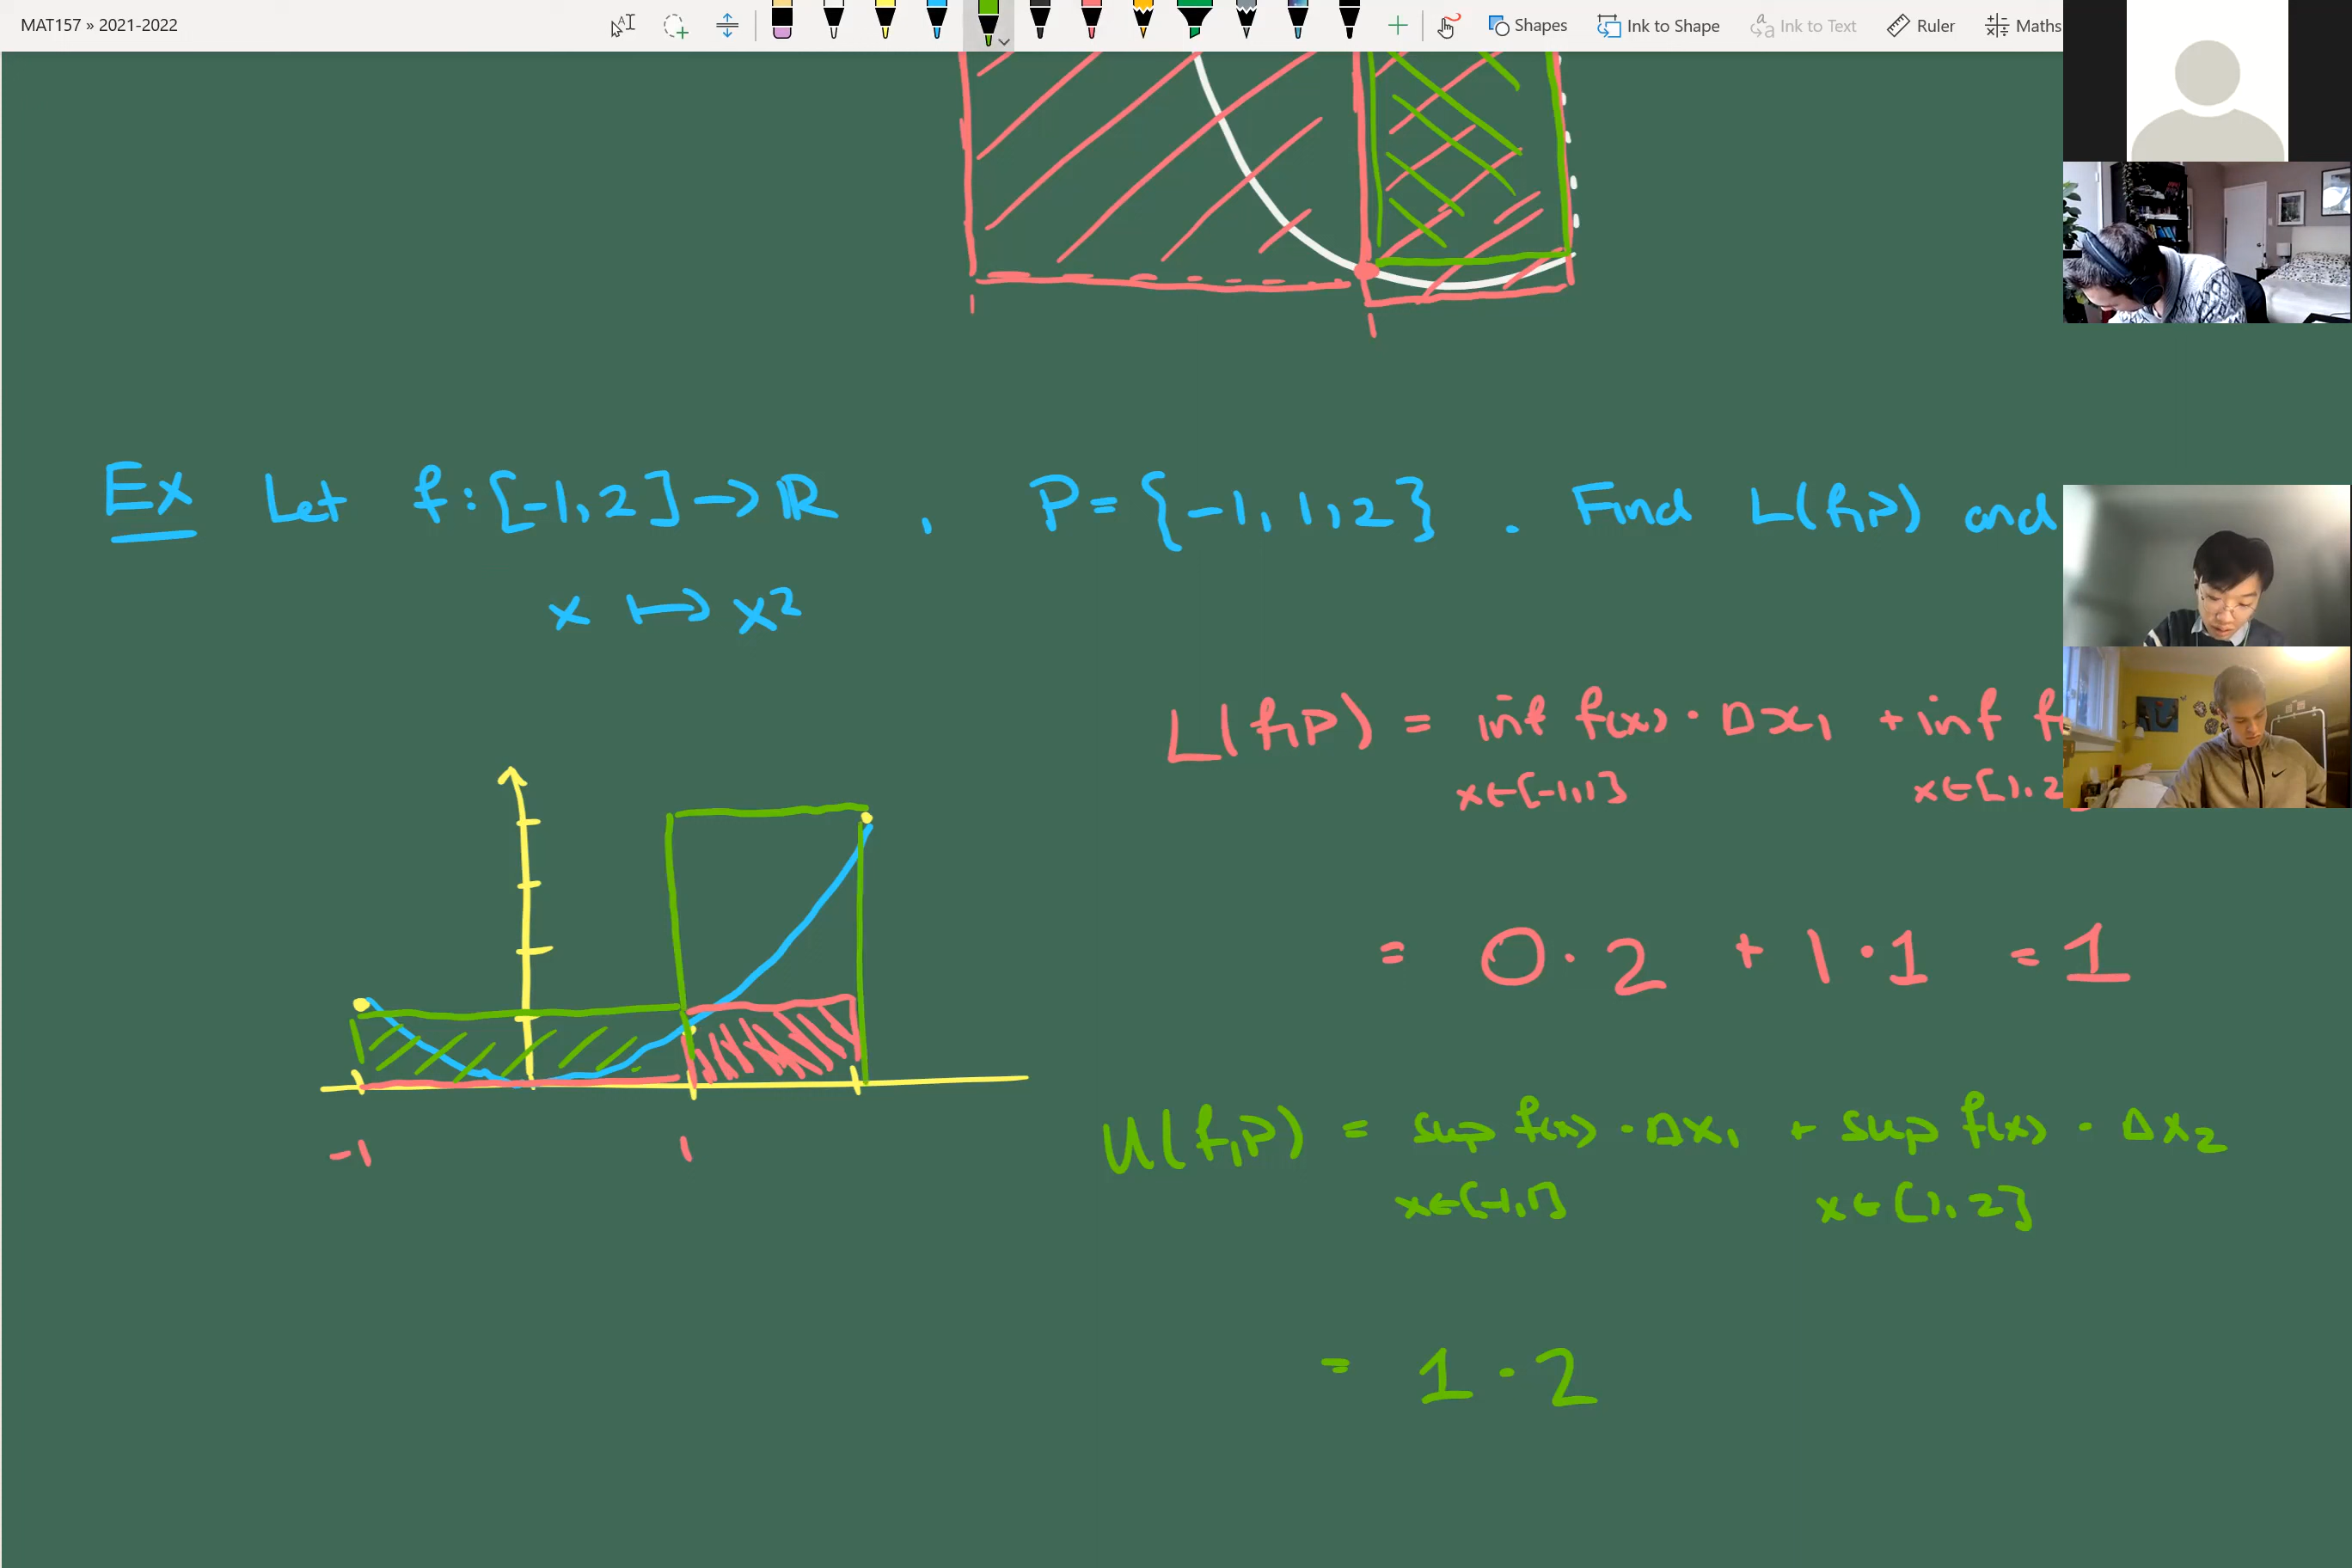 MAT157 » 2021-2022
Shapes Ink to Shape Ink to Text Ruler Maths
Ex Let f:[-1,2]→ℝ , P={-1,1,2}. Find L(f,P) and
x ↦ x²
L(f,P) = inf f(x)·Δx₁ + inf f
x∈[-1,1] x∈[1,2
= 0·2 + 1·1 = 1
U(f,P) = sup f(x)·Δx₁ + sup f(x)·Δx₂
x∈[-1,1] x∈[1,2]
-1 1
= 1·2